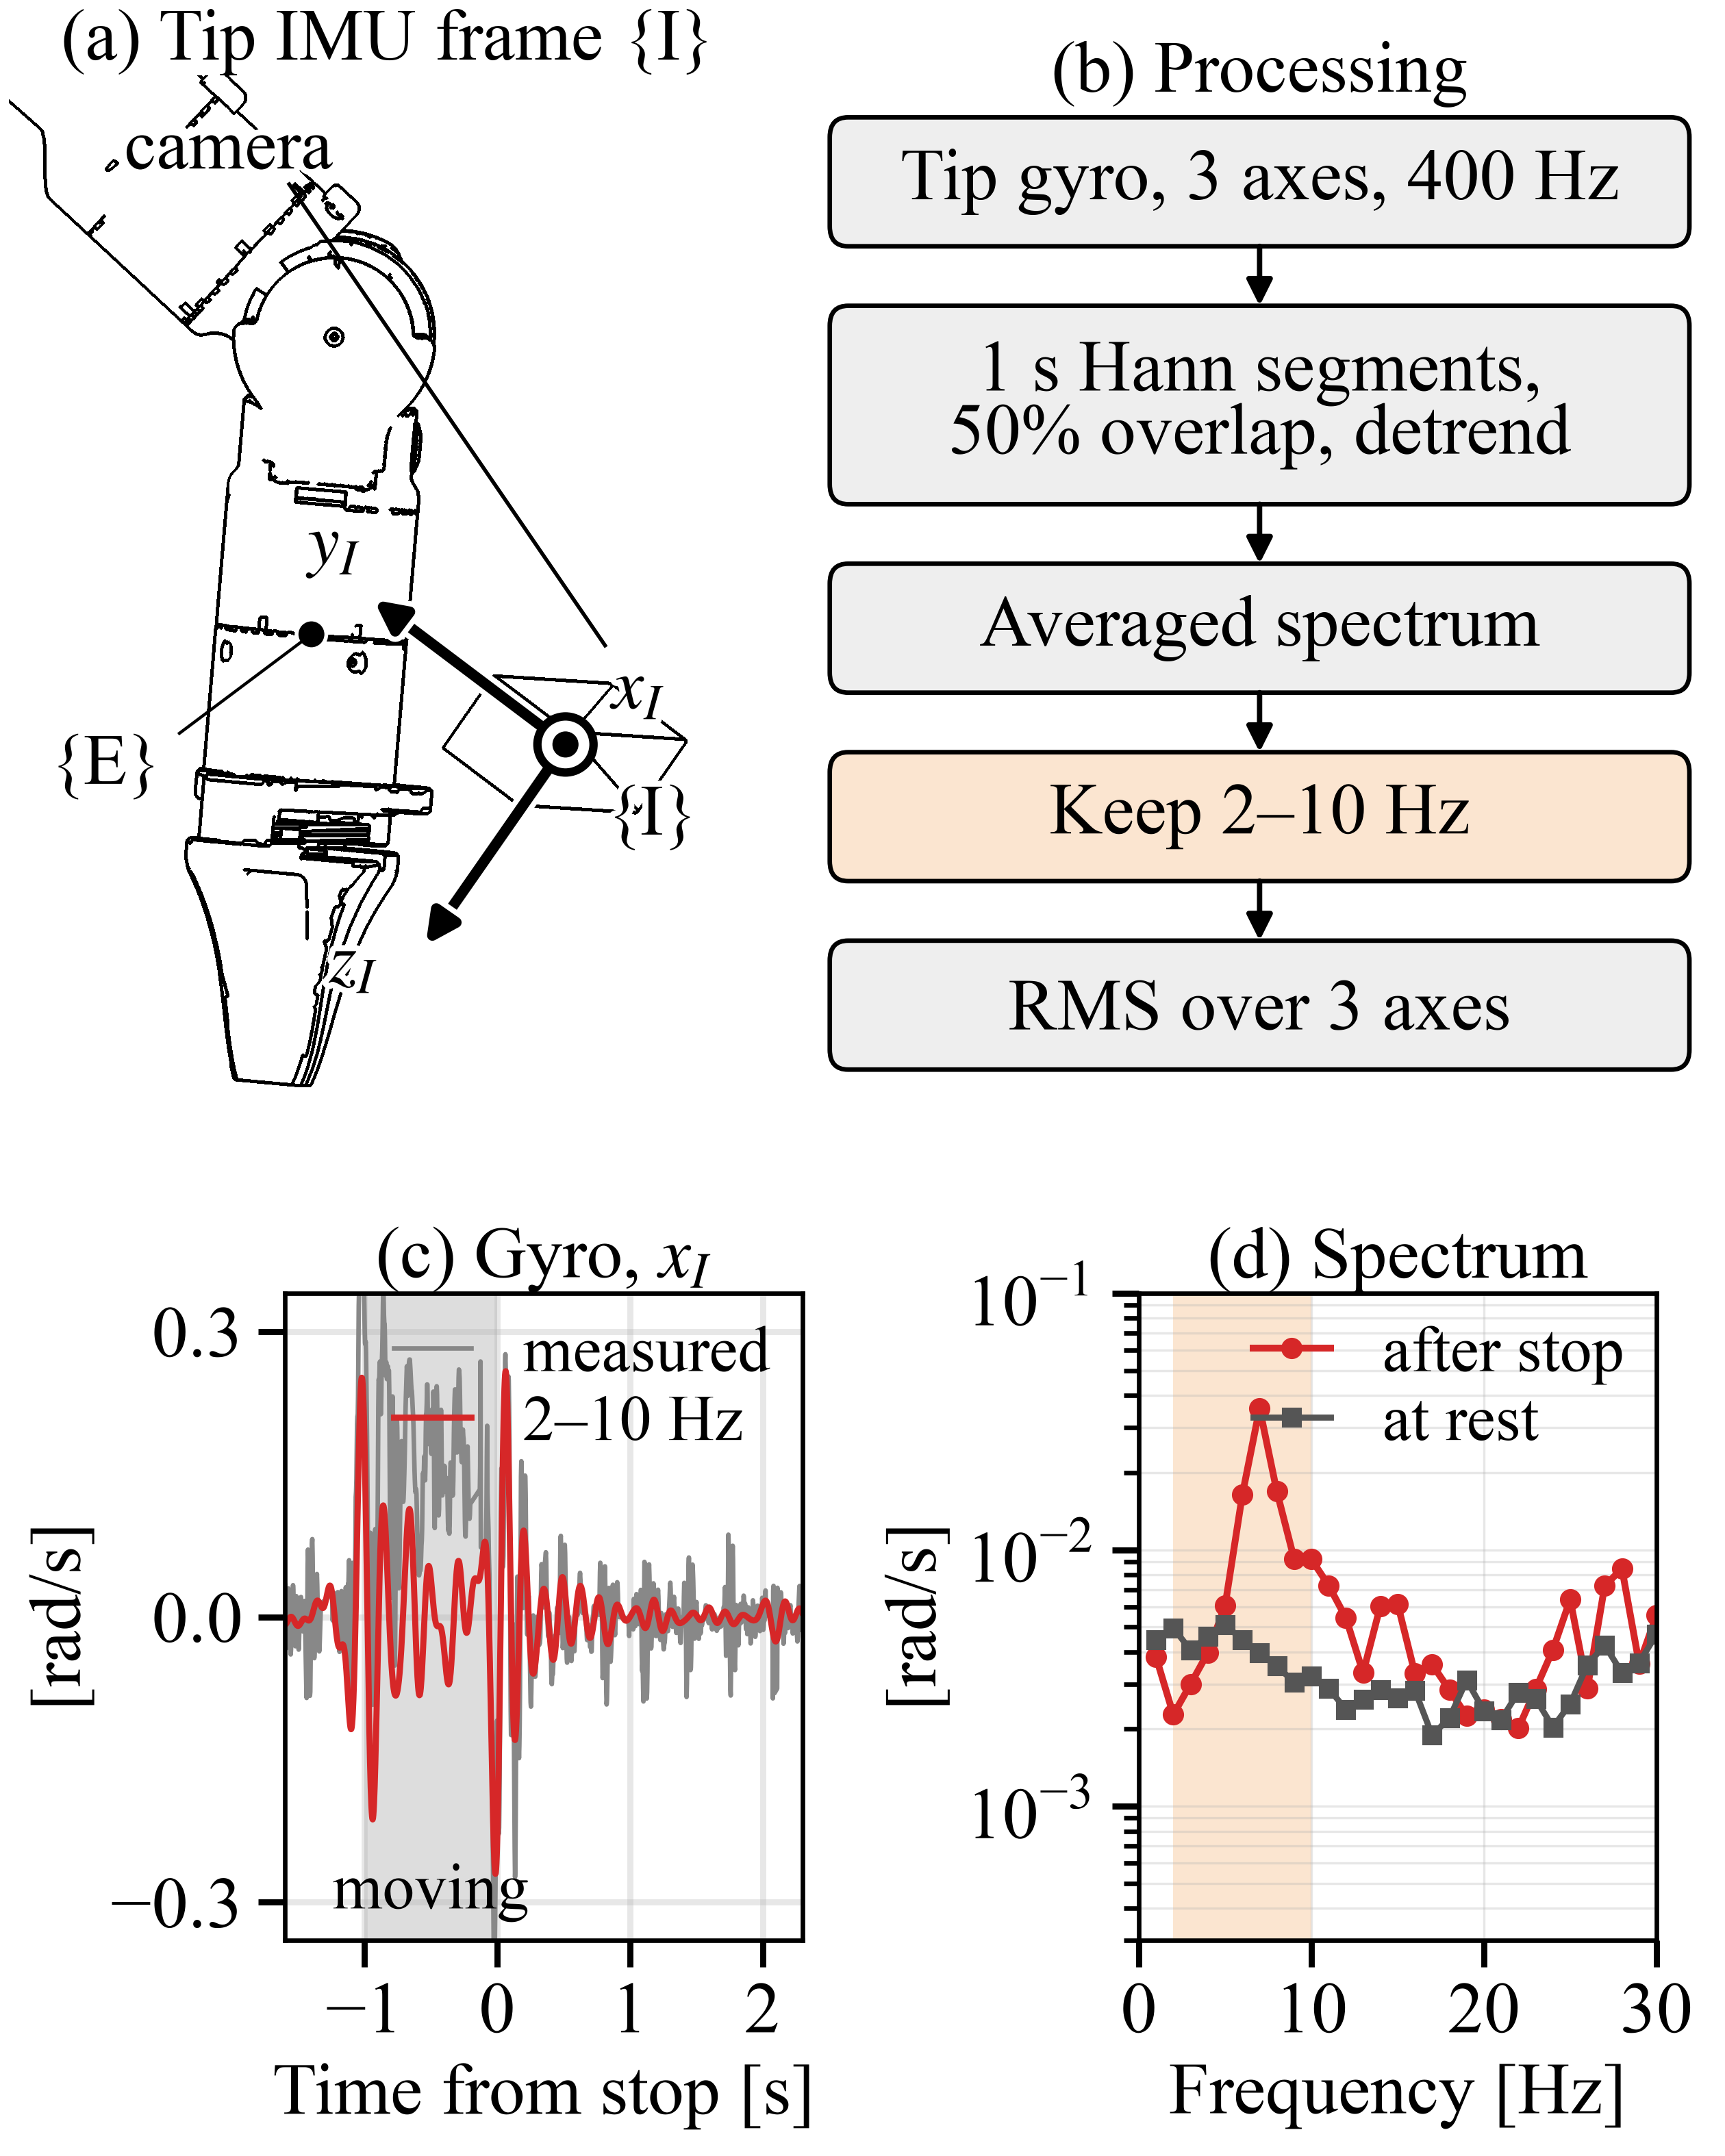 (a) Tip IMU frame {I}
camera
y_I
x_I
{E}
{I}
z_I
(b) Processing
Tip gyro, 3 axes, 400 Hz
1 s Hann segments,
50% overlap, detrend
Averaged spectrum
Keep 2–10 Hz
RMS over 3 axes
(c) Gyro, x_I
measured
2–10 Hz
moving
0.3
0.0
−0.3
[rad/s]
−1 0 1 2
Time from stop [s]
(d) Spectrum
after stop
at rest
10⁻¹
10⁻²
10⁻³
[rad/s]
0 10 20 30
Frequency [Hz]